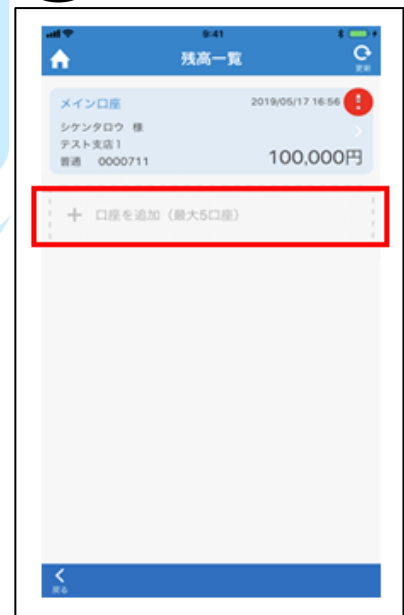 9:41
残高一覧
更新
メイン口座 2019/05/17 16:56 !
シケンタロウ 様
テスト支店1
普通 0000711 100,000円
+ 口座を追加（最大5口座）
戻る